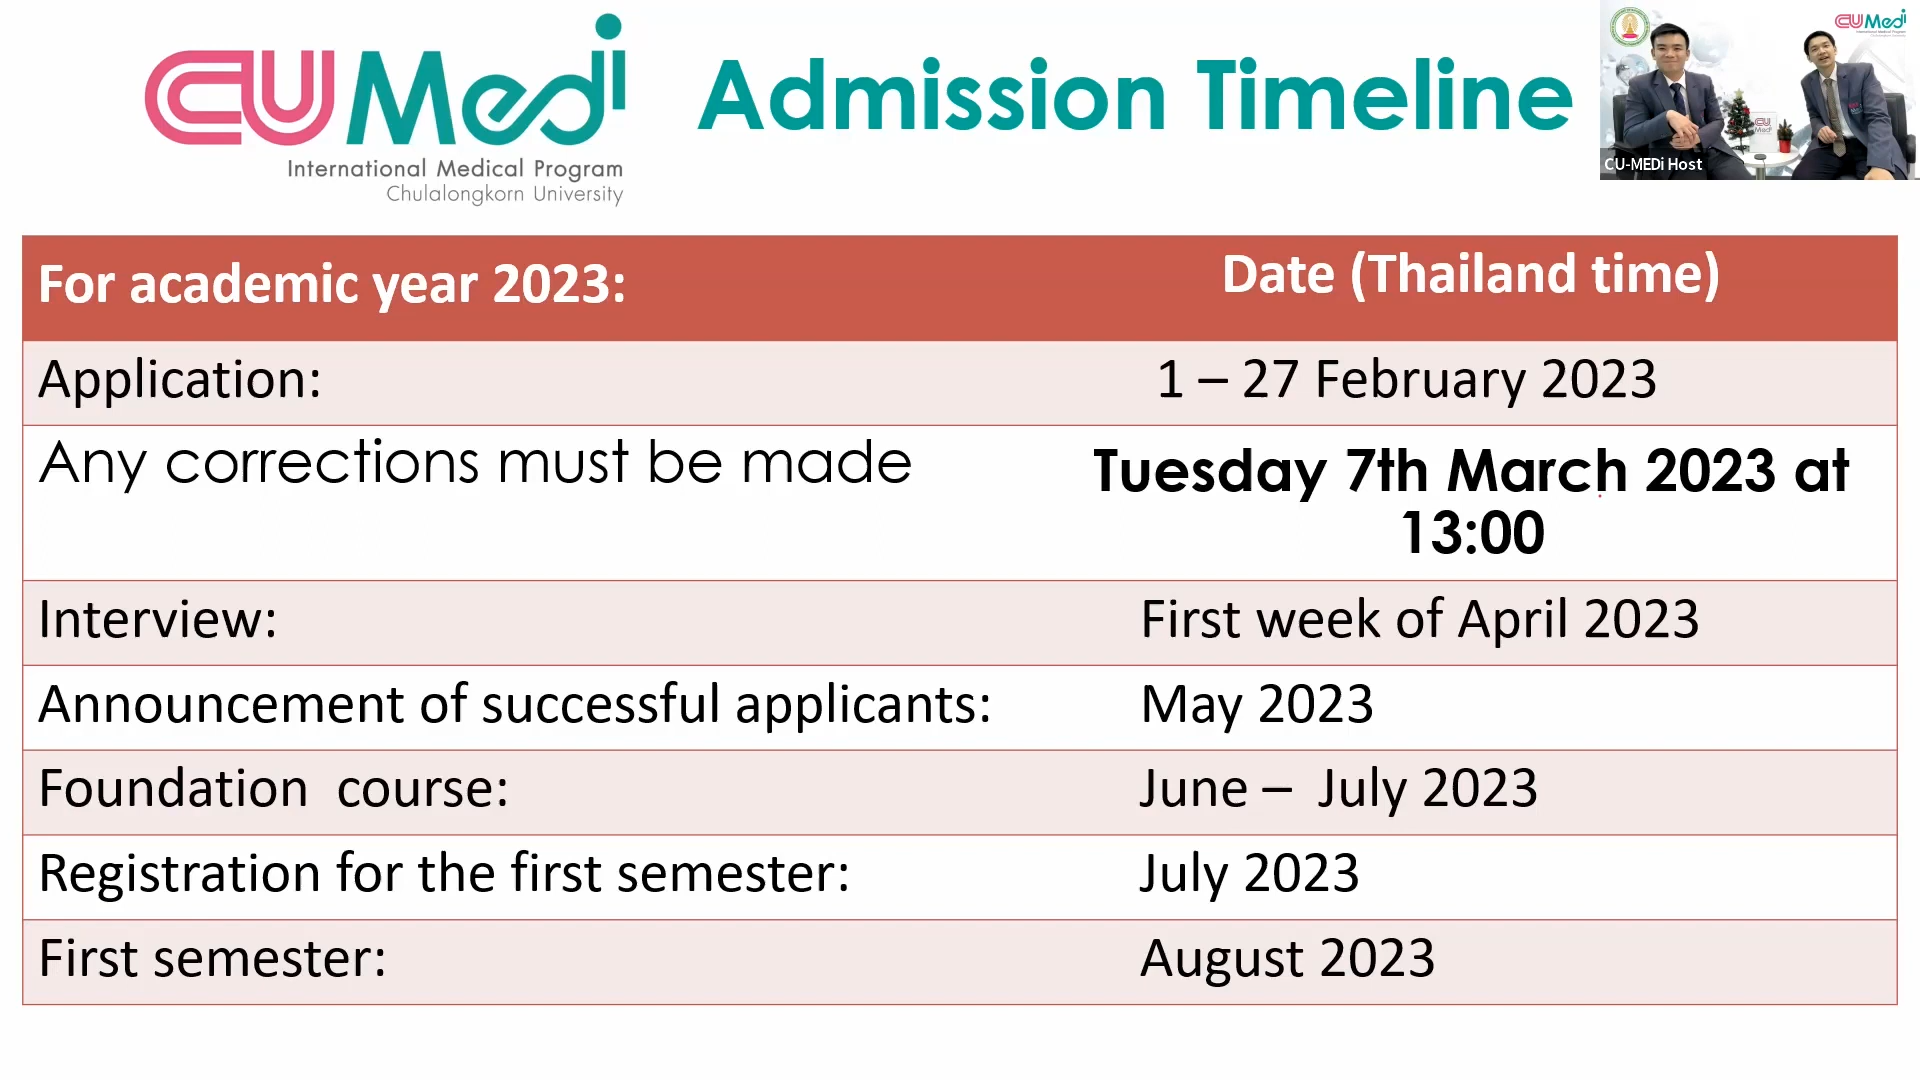 CUMedi
International Medical Program
Chulalongkorn University
Admission Timeline
CUMedi
CU-MEDi Host
For academic year 2023:
Date (Thailand time)
Application:
1 – 27 February 2023
Any corrections must be made
Tuesday 7th March 2023 at
13:00
Interview:
First week of April 2023
Announcement of successful applicants:
May 2023
Foundation course:
June – July 2023
Registration for the first semester:
July 2023
First semester:
August 2023